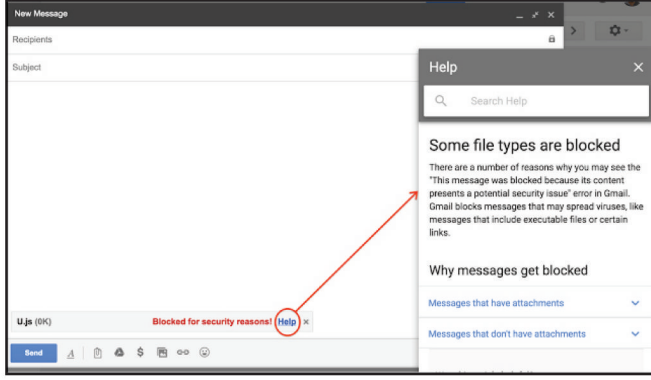 New Message
Recipients
Subject
U.js (0K) Blocked for security reasons! Help ×
Send
Help
Search Help
Some file types are blocked
There are a number of reasons why you may see the
"This message was blocked because its content
presents a potential security issue" error in Gmail.
Gmail blocks messages that may spread viruses, like
messages that include executable files or certain
links.
Why messages get blocked
Messages that have attachments
Messages that don't have attachments